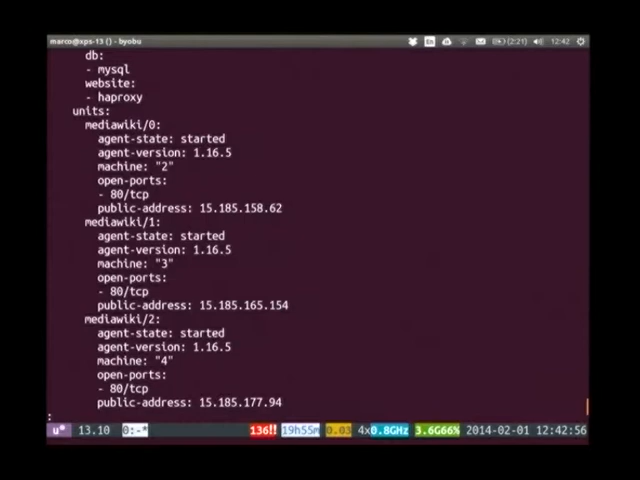 marco@xps-13 () - byobu
En
(2:21)
12:42
db:
- mysql
website:
- haproxy
units:
mediawiki/0:
agent-state: started
agent-version: 1.16.5
machine: "2"
open-ports:
- 80/tcp
public-address: 15.185.158.62
mediawiki/1:
agent-state: started
agent-version: 1.16.5
machine: "3"
open-ports:
- 80/tcp
public-address: 15.185.165.154
mediawiki/2:
agent-state: started
agent-version: 1.16.5
machine: "4"
open-ports:
- 80/tcp
public-address: 15.185.177.94
:
u 13.10 0:-* 136!! 19h55m 0.03 4x0.8GHz 3.6G66% 2014-02-01 12:42:56